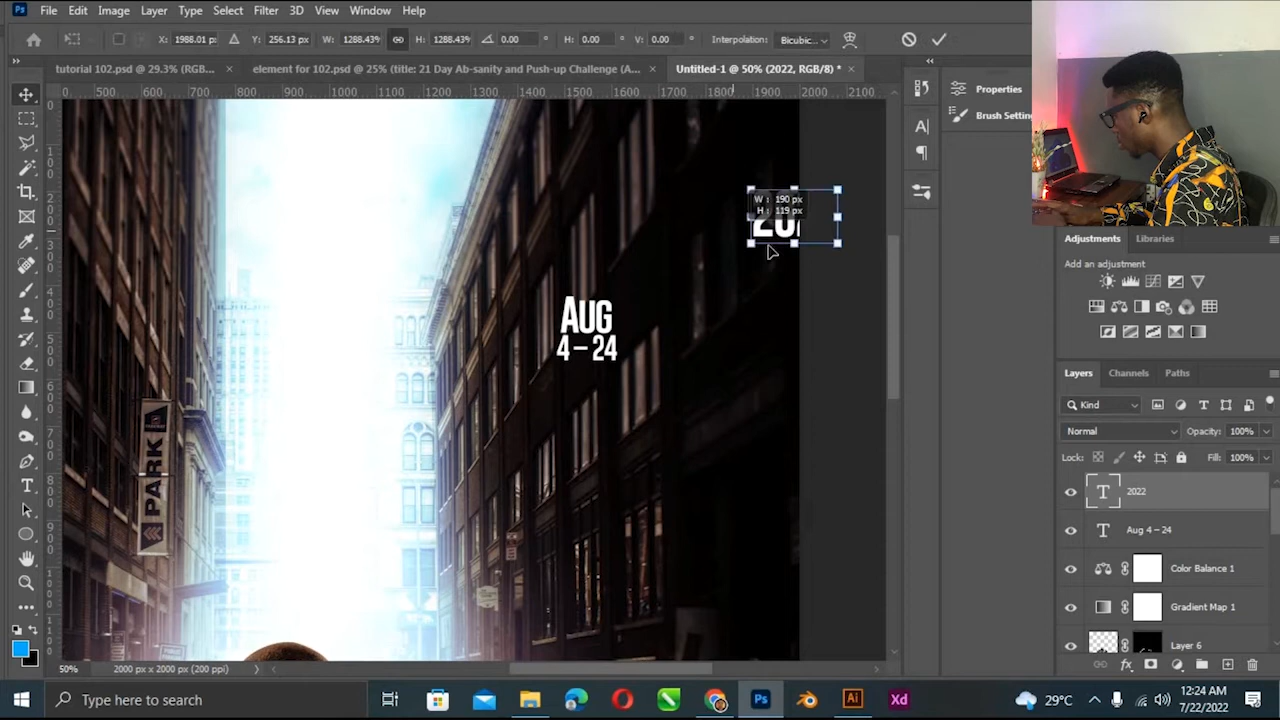 Ps File Edit Image Layer Type Select Filter 3D View Window Help
X: 1988.01 px Y: 256.13 px W: 1288.43% H: 1288.43% 0.00 ° H: 0.00 ° V: 0.00 ° Interpolation: Bicubic...
tutorial 102.psd @ 29.3% (RGB... × element for 102.psd @ 25% (title: 21 Day Ab-sanity and Push-up Challenge (A... × Untitled-1 @ 50% (2022, RGB/8) * ×
0 600 700 800 900 1000 1100 1200 1300 1400 1500 1600 1700 1800 1900 2000 2100
Properties
Brush Setting
W : 190 px
H : 119 px
AUG
4 – 24
PARK
Adjustments Libraries
Add an adjustment
Layers Channels Paths
Kind
Normal Opacity: 100%
Lock: Fill: 100%
2022
Aug 4 – 24
Color Balance 1
Gradient Map 1
Layer 6
50% 2000 px x 2000 px (200 ppi)
Type here to search
Ps Ai Xd
29°C
12:24 AM
7/22/2022